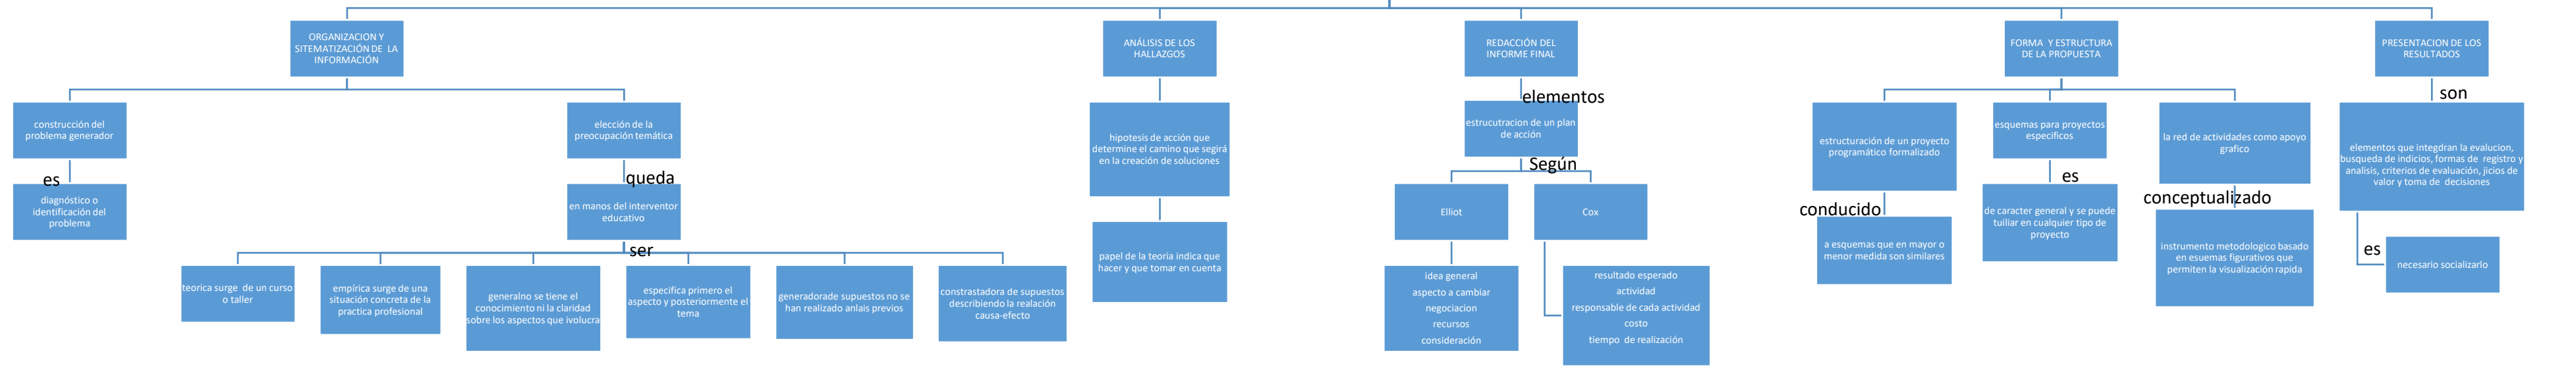 ORGANIZACION Y
SITEMATIZACIÓN DE LA
INFORMACIÓN
construcción del
problema generador
es
diagnóstico o
identificación del
problema
elección de la
preocupación temática
queda
en manos del interventor
educativo
ser
teorica surge de un curso
o taller
empírica surge de una
situación concreta de la
practica profesional
generalno se tiene el
conocimiento ni la claridad
sobre los aspectos que ivolucra
especifica primero el
aspecto y posteriormente el
tema
generadorade supuestos no se
han realizado anlais previos
constrastadora de supuestos
describiendo la realación
causa-efecto
ANÁLISIS DE LOS
HALLAZGOS
hipotesis de acción que
determine el camino que segirá
en la creación de soluciones
papel de la teoria indica que
hacer y que tomar en cuenta
REDACCIÓN DEL
INFORME FINAL
elementos
estrucutracion de un plan
de acción
Según
Elliot
idea general
aspecto a cambiar
negociacion
recursos
consideración
Cox
resultado esperado
actividad
responsable de cada actividad
costo
tiempo de realización
FORMA Y ESTRUCTURA
DE LA PROPUESTA
estructuración de un proyecto
programático formalizado
conducido
a esquemas que en mayor o
menor medida son similares
esquemas para proyectos
especificos
es
de caracter general y se puede
tuiliar en cualquier tipo de
proyecto
la red de actividades como apoyo
grafico
conceptualizado
instrumento metodologico basado
en esuemas figurativos que
permiten la visualización rapida
PRESENTACION DE LOS
RESULTADOS
son
elementos que integdran la evalucion,
busqueda de indicios, formas de registro y
analisis, criterios de evaluación, jicios de
valor y toma de decisiones
es
necesario socializarlo